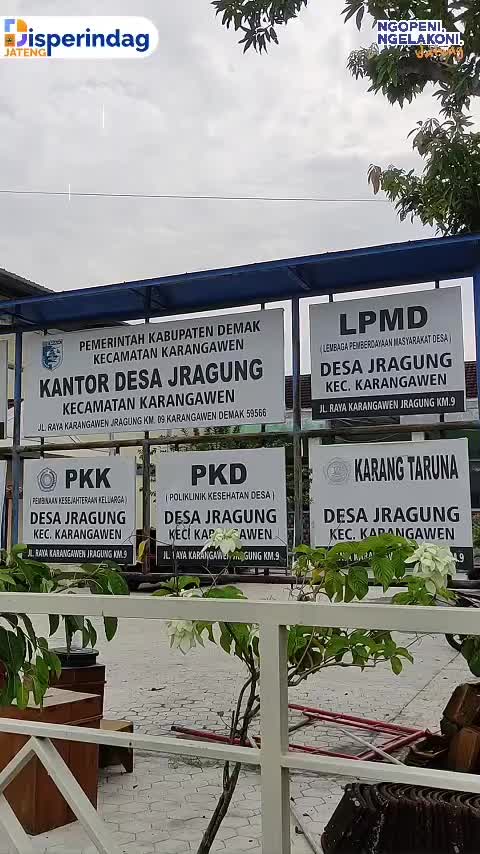 Disperindag
JATENG
NGOPENI,
NGELAKONI
Jateng
PEMERINTAH KABUPATEN DEMAK
KECAMATAN KARANGAWEN
KANTOR DESA JRAGUNG
KECAMATAN KARANGAWEN
JL. RAYA KARANGAWEN JRAGUNG KM. 09 KARANGAWEN DEMAK 59566
LPMD
( LEMBAGA PEMBERDAYAAN MASYARAKAT DESA )
DESA JRAGUNG
KEC. KARANGAWEN
JL. RAYA KARANGAWEN JRAGUNG KM.9
PKK
( PEMBINAAN KESEJAHTERAAN KELUARGA )
DESA JRAGUNG
KEC. KARANGAWEN
JL. RAYA KARANGAWEN JRAGUNG KM.9
PKD
( POLIKLINIK KESEHATAN DESA )
DESA JRAGUNG
KEC. KARANGAWEN
JL. RAYA KARANGAWEN JRAGUNG KM.9
KARANG TARUNA
DESA JRAGUNG
KEC. KARANGAWEN